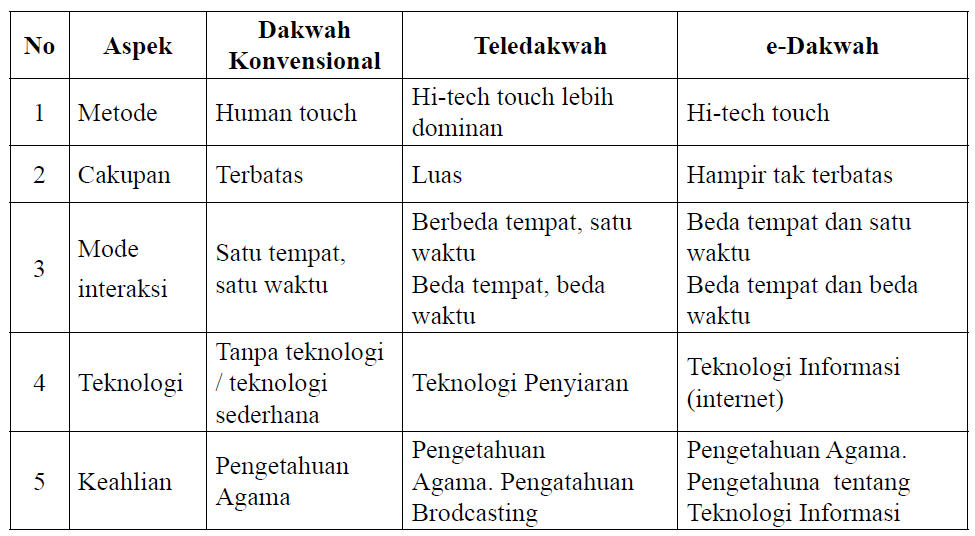 No Aspek Dakwah Konvensional Teledakwah e-Dakwah
1 Metode Human touch Hi-tech touch lebih dominan Hi-tech touch
2 Cakupan Terbatas Luas Hampir tak terbatas
3 Mode interaksi Satu tempat, satu waktu Berbeda tempat, satu waktu Beda tempat, beda waktu Beda tempat dan satu waktu Beda tempat dan beda waktu
4 Teknologi Tanpa teknologi / teknologi sederhana Teknologi Penyiaran Teknologi Informasi (internet)
5 Keahlian Pengetahuan Agama Pengetahuan Agama. Pengatahuan Brodcasting Pengetahuan Agama. Pengetahuna tentang Teknologi Informasi